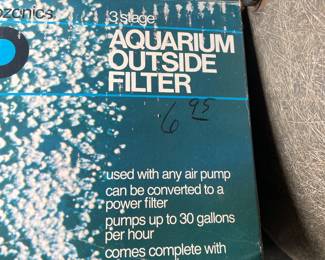 3 stage
AQUARIUM
OUTSIDE
FILTER
6 95
used with any air pump
can be converted to a
power filter
pumps up to 30 gallons
per hour
comes complete with